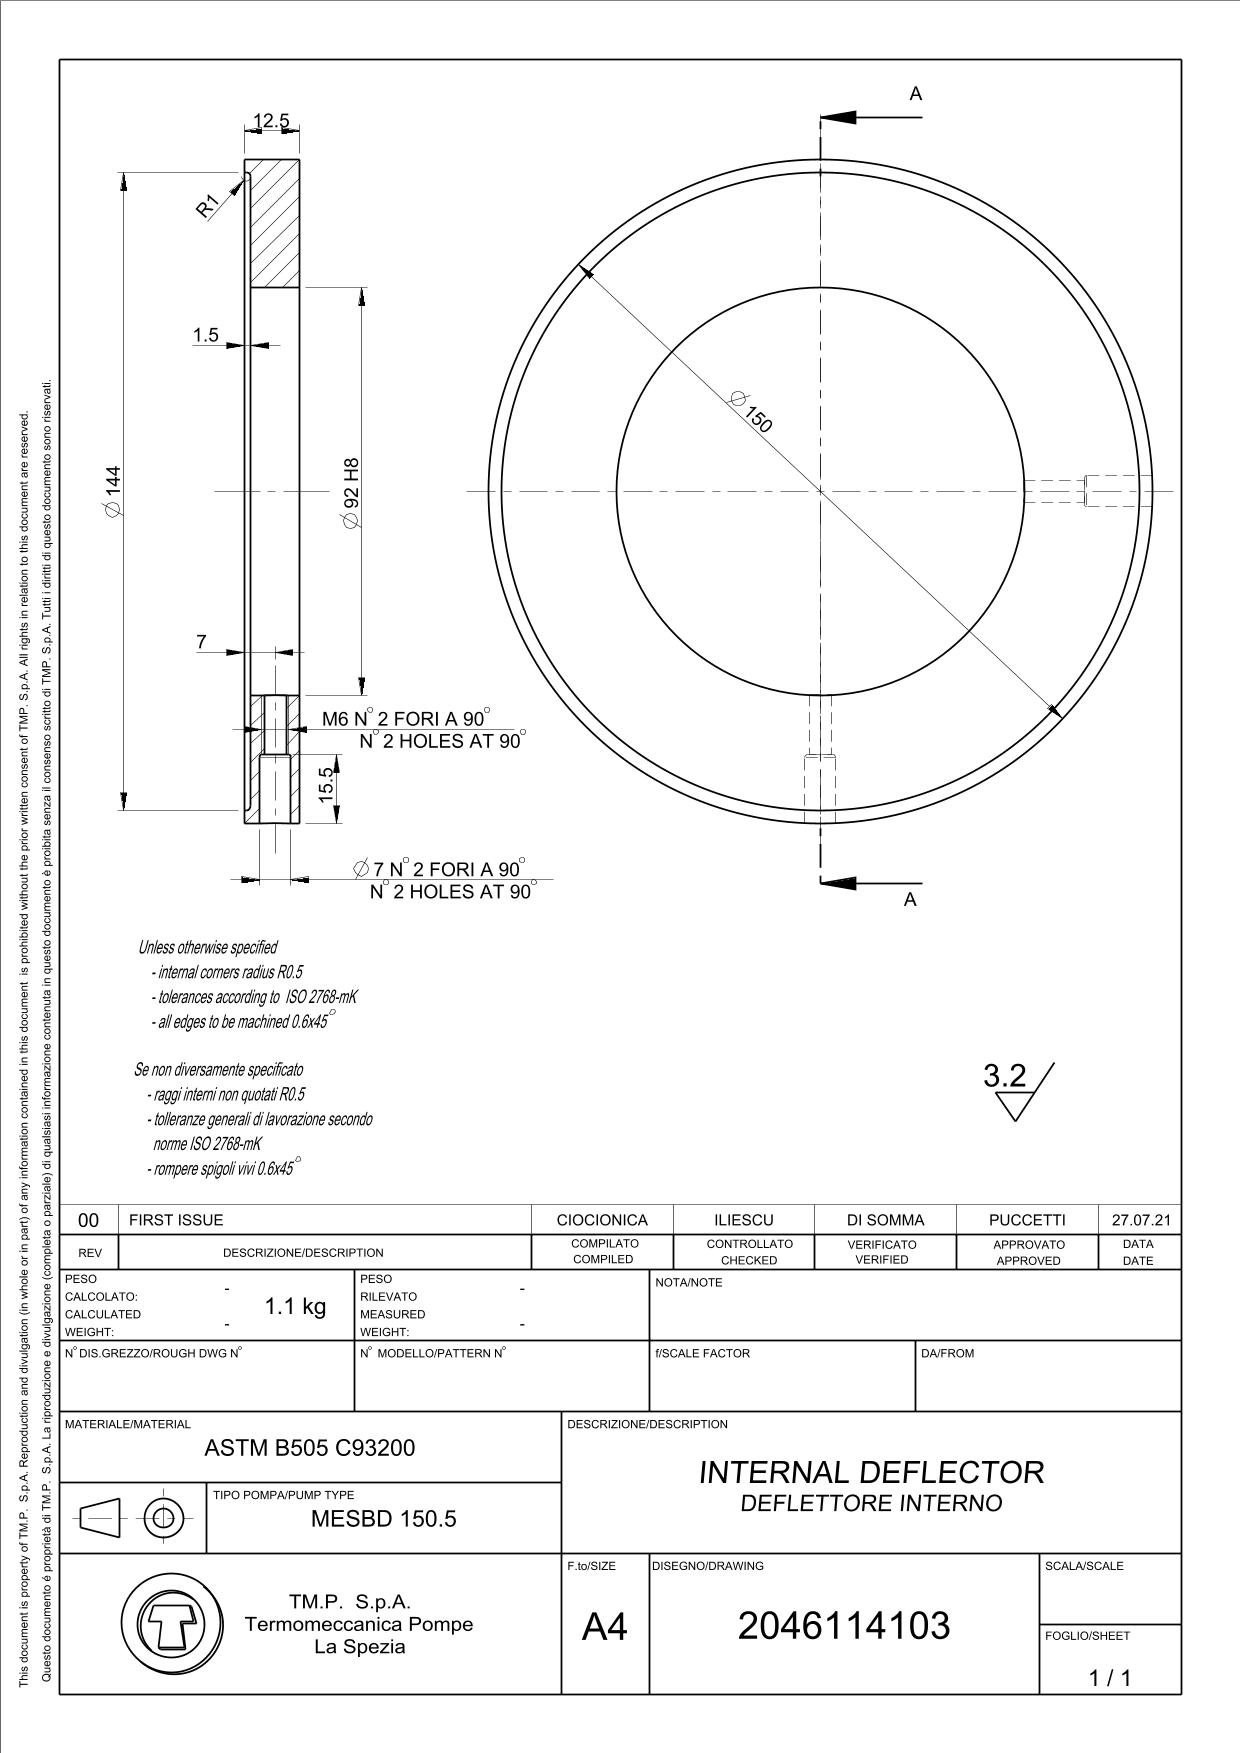 A
12.5
R1
1.5
Ø 150
Ø 144
Ø 92 H8
7
M6 N° 2 FORI A 90°
N° 2 HOLES AT 90°
15.5
Ø 7 N° 2 FORI A 90°
N° 2 HOLES AT 90°
A
Unless otherwise specified
- internal corners radius R0.5
- tolerances according to ISO 2768-mK
- all edges to be machined 0.6x45°
Se non diversamente specificato
- raggi interni non quotati R0.5
- tolleranze generali di lavorazione secondo
norme ISO 2768-mK
- rompere spigoli vivi 0.6x45°
3.2
This document is property of TM.P. S.p.A. Reproduction and divulgation (in whole or in part) of any information contained in this document is prohibited without the prior written consent of TMP. S.p.A. All rights in relation to this document are reserved.
Questo documento é proprietà di TM.P. S.p.A. La riproduzione e divulgazione (completa o parziale) di qualsiasi informazione contenuta in questo documento è proibita senza il consenso scritto di TMP. S.p.A. Tutti i diritti di questo documento sono riservati.
00 FIRST ISSUE CIOCIONICA ILIESCU DI SOMMA PUCCETTI 27.07.21
REV DESCRIZIONE/DESCRIPTION COMPILATO CONTROLLATO VERIFICATO APPROVATO DATA
COMPILED CHECKED VERIFIED APPROVED DATE
PESO
CALCOLATO: -
CALCULATED 1.1 kg
WEIGHT: -
PESO
RILEVATO -
MEASURED
WEIGHT: -
NOTA/NOTE
N° DIS.GREZZO/ROUGH DWG N° N° MODELLO/PATTERN N° f/SCALE FACTOR DA/FROM
MATERIALE/MATERIAL
ASTM B505 C93200
DESCRIZIONE/DESCRIPTION
INTERNAL DEFLECTOR
DEFLETTORE INTERNO
TIPO POMPA/PUMP TYPE
MESBD 150.5
TM.P. S.p.A.
Termomeccanica Pompe
La Spezia
F.to/SIZE
A4
DISEGNO/DRAWING
2046114103
SCALA/SCALE
FOGLIO/SHEET
1 / 1